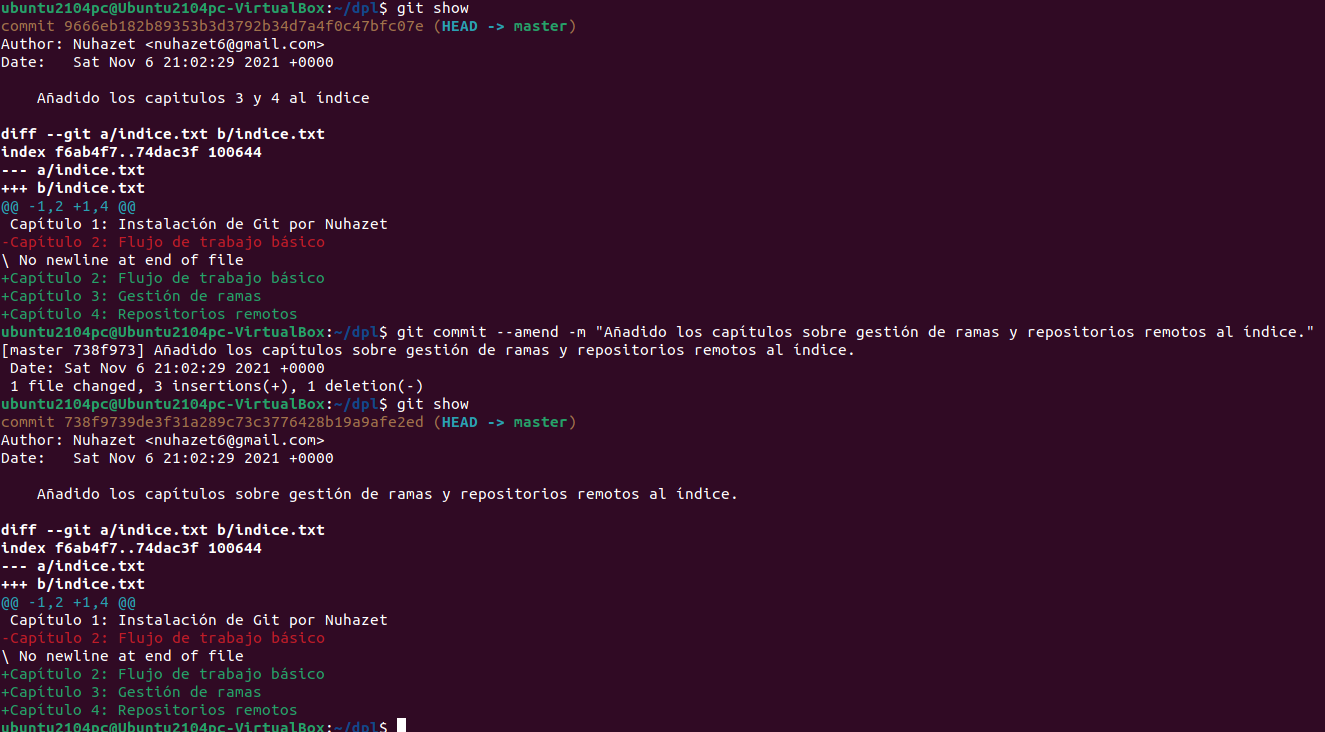 ubuntu2104pc@Ubuntu2104pc-VirtualBox:~/dpl$ git show
commit 9666eb182b89353b3d3792b34d7a4f0c47bfc07e (HEAD -> master)
Author: Nuhazet <nuhazet6@gmail.com>
Date:   Sat Nov 6 21:02:29 2021 +0000
    Añadido los capitulos 3 y 4 al índice
diff --git a/indice.txt b/indice.txt
index f6ab4f7..74dac3f 100644
--- a/indice.txt
+++ b/indice.txt
@@ -1,2 +1,4 @@
 Capítulo 1: Instalación de Git por Nuhazet
-Capítulo 2: Flujo de trabajo básico
\ No newline at end of file
+Capítulo 2: Flujo de trabajo básico
+Capítulo 3: Gestión de ramas
+Capítulo 4: Repositorios remotos
ubuntu2104pc@Ubuntu2104pc-VirtualBox:~/dpl$ git commit --amend -m "Añadido los capítulos sobre gestión de ramas y repositorios remotos al índice."
[master 738f973] Añadido los capítulos sobre gestión de ramas y repositorios remotos al índice.
 Date: Sat Nov 6 21:02:29 2021 +0000
 1 file changed, 3 insertions(+), 1 deletion(-)
ubuntu2104pc@Ubuntu2104pc-VirtualBox:~/dpl$ git show
commit 738f9739de3f31a289c73c3776428b19a9afe2ed (HEAD -> master)
Author: Nuhazet <nuhazet6@gmail.com>
Date:   Sat Nov 6 21:02:29 2021 +0000
    Añadido los capítulos sobre gestión de ramas y repositorios remotos al índice.
diff --git a/indice.txt b/indice.txt
index f6ab4f7..74dac3f 100644
--- a/indice.txt
+++ b/indice.txt
@@ -1,2 +1,4 @@
 Capítulo 1: Instalación de Git por Nuhazet
-Capítulo 2: Flujo de trabajo básico
\ No newline at end of file
+Capítulo 2: Flujo de trabajo básico
+Capítulo 3: Gestión de ramas
+Capítulo 4: Repositorios remotos
ubuntu2104pc@Ubuntu2104pc-VirtualBox:~/dpl$